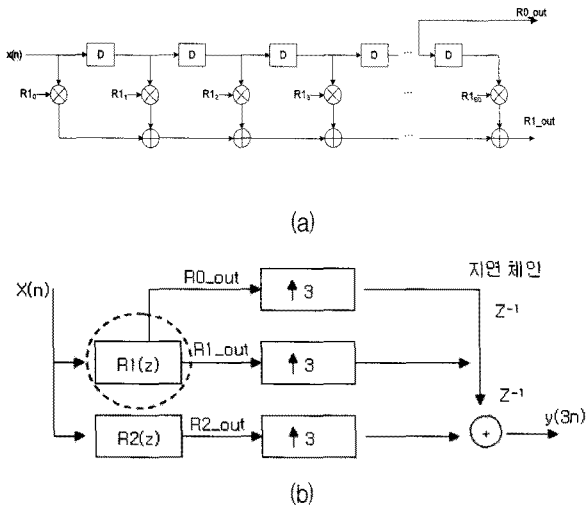 R0_out
x(n)
D D D D ... D
R1₀ R1₁ R1₂ R1₃
R1_out
...
(a)
X(n)
R0_out
↑ 3
지연 체인
Z⁻¹
R1(z)
R1_out
↑ 3
Z⁻¹
R2(z)
R2_out
↑ 3
+
y(3n)
(b)